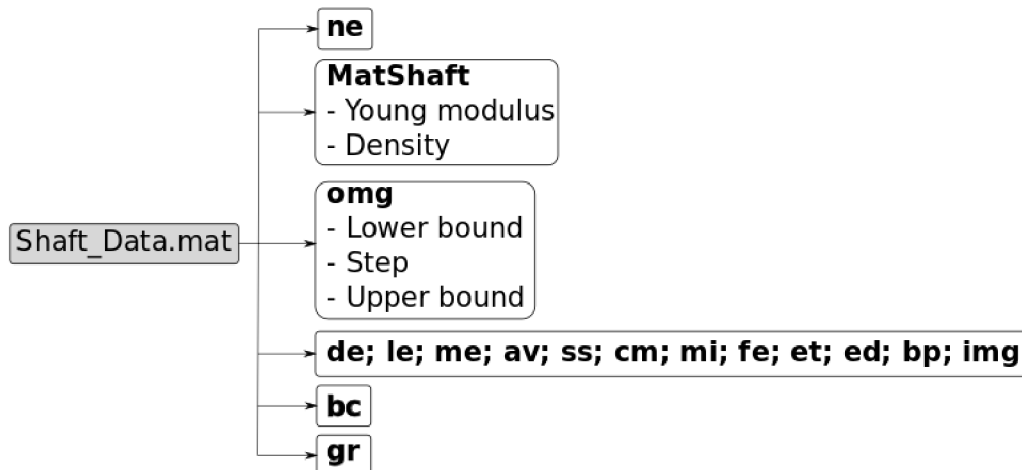 ne
MatShaft
- Young modulus
- Density
omg
- Lower bound
Shaft_Data.mat
- Step
- Upper bound
de; le; me; av; ss; cm; mi; fe; et; ed; bp; img
bc
gr